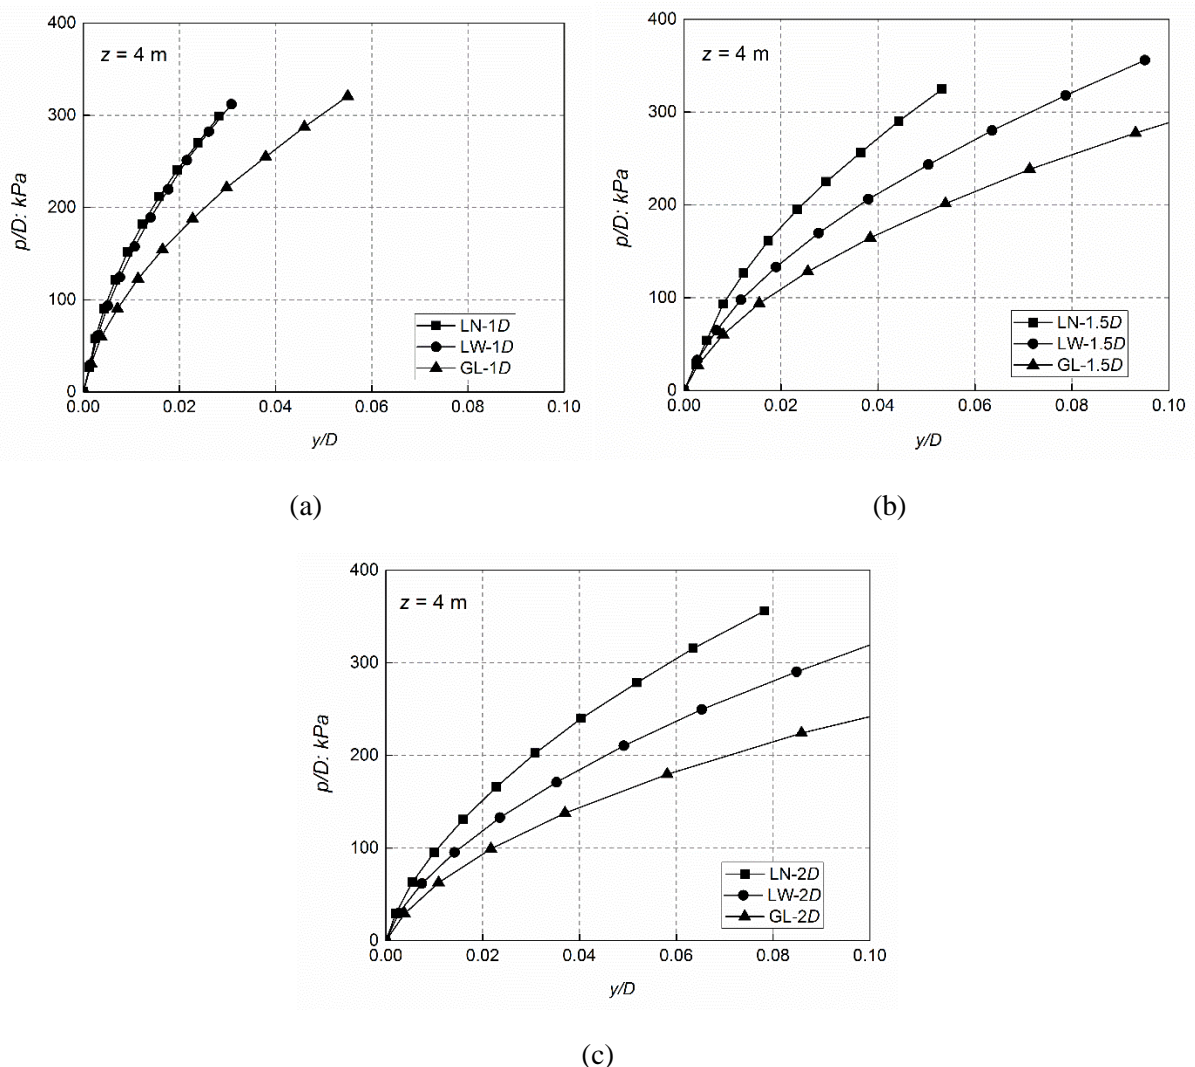 400
z = 4 m
300
p/D: kPa
200
100
LN-1D
LW-1D
GL-1D
0
0.00 0.02 0.04 0.06 0.08 0.10
y/D
(a)
400
z = 4 m
300
p/D: kPa
200
100
LN-1.5D
LW-1.5D
GL-1.5D
0
0.00 0.02 0.04 0.06 0.08 0.10
y/D
(b)
400
z = 4 m
300
p/D: kPa
200
100
LN-2D
LW-2D
GL-2D
0
0.00 0.02 0.04 0.06 0.08 0.10
y/D
(c)